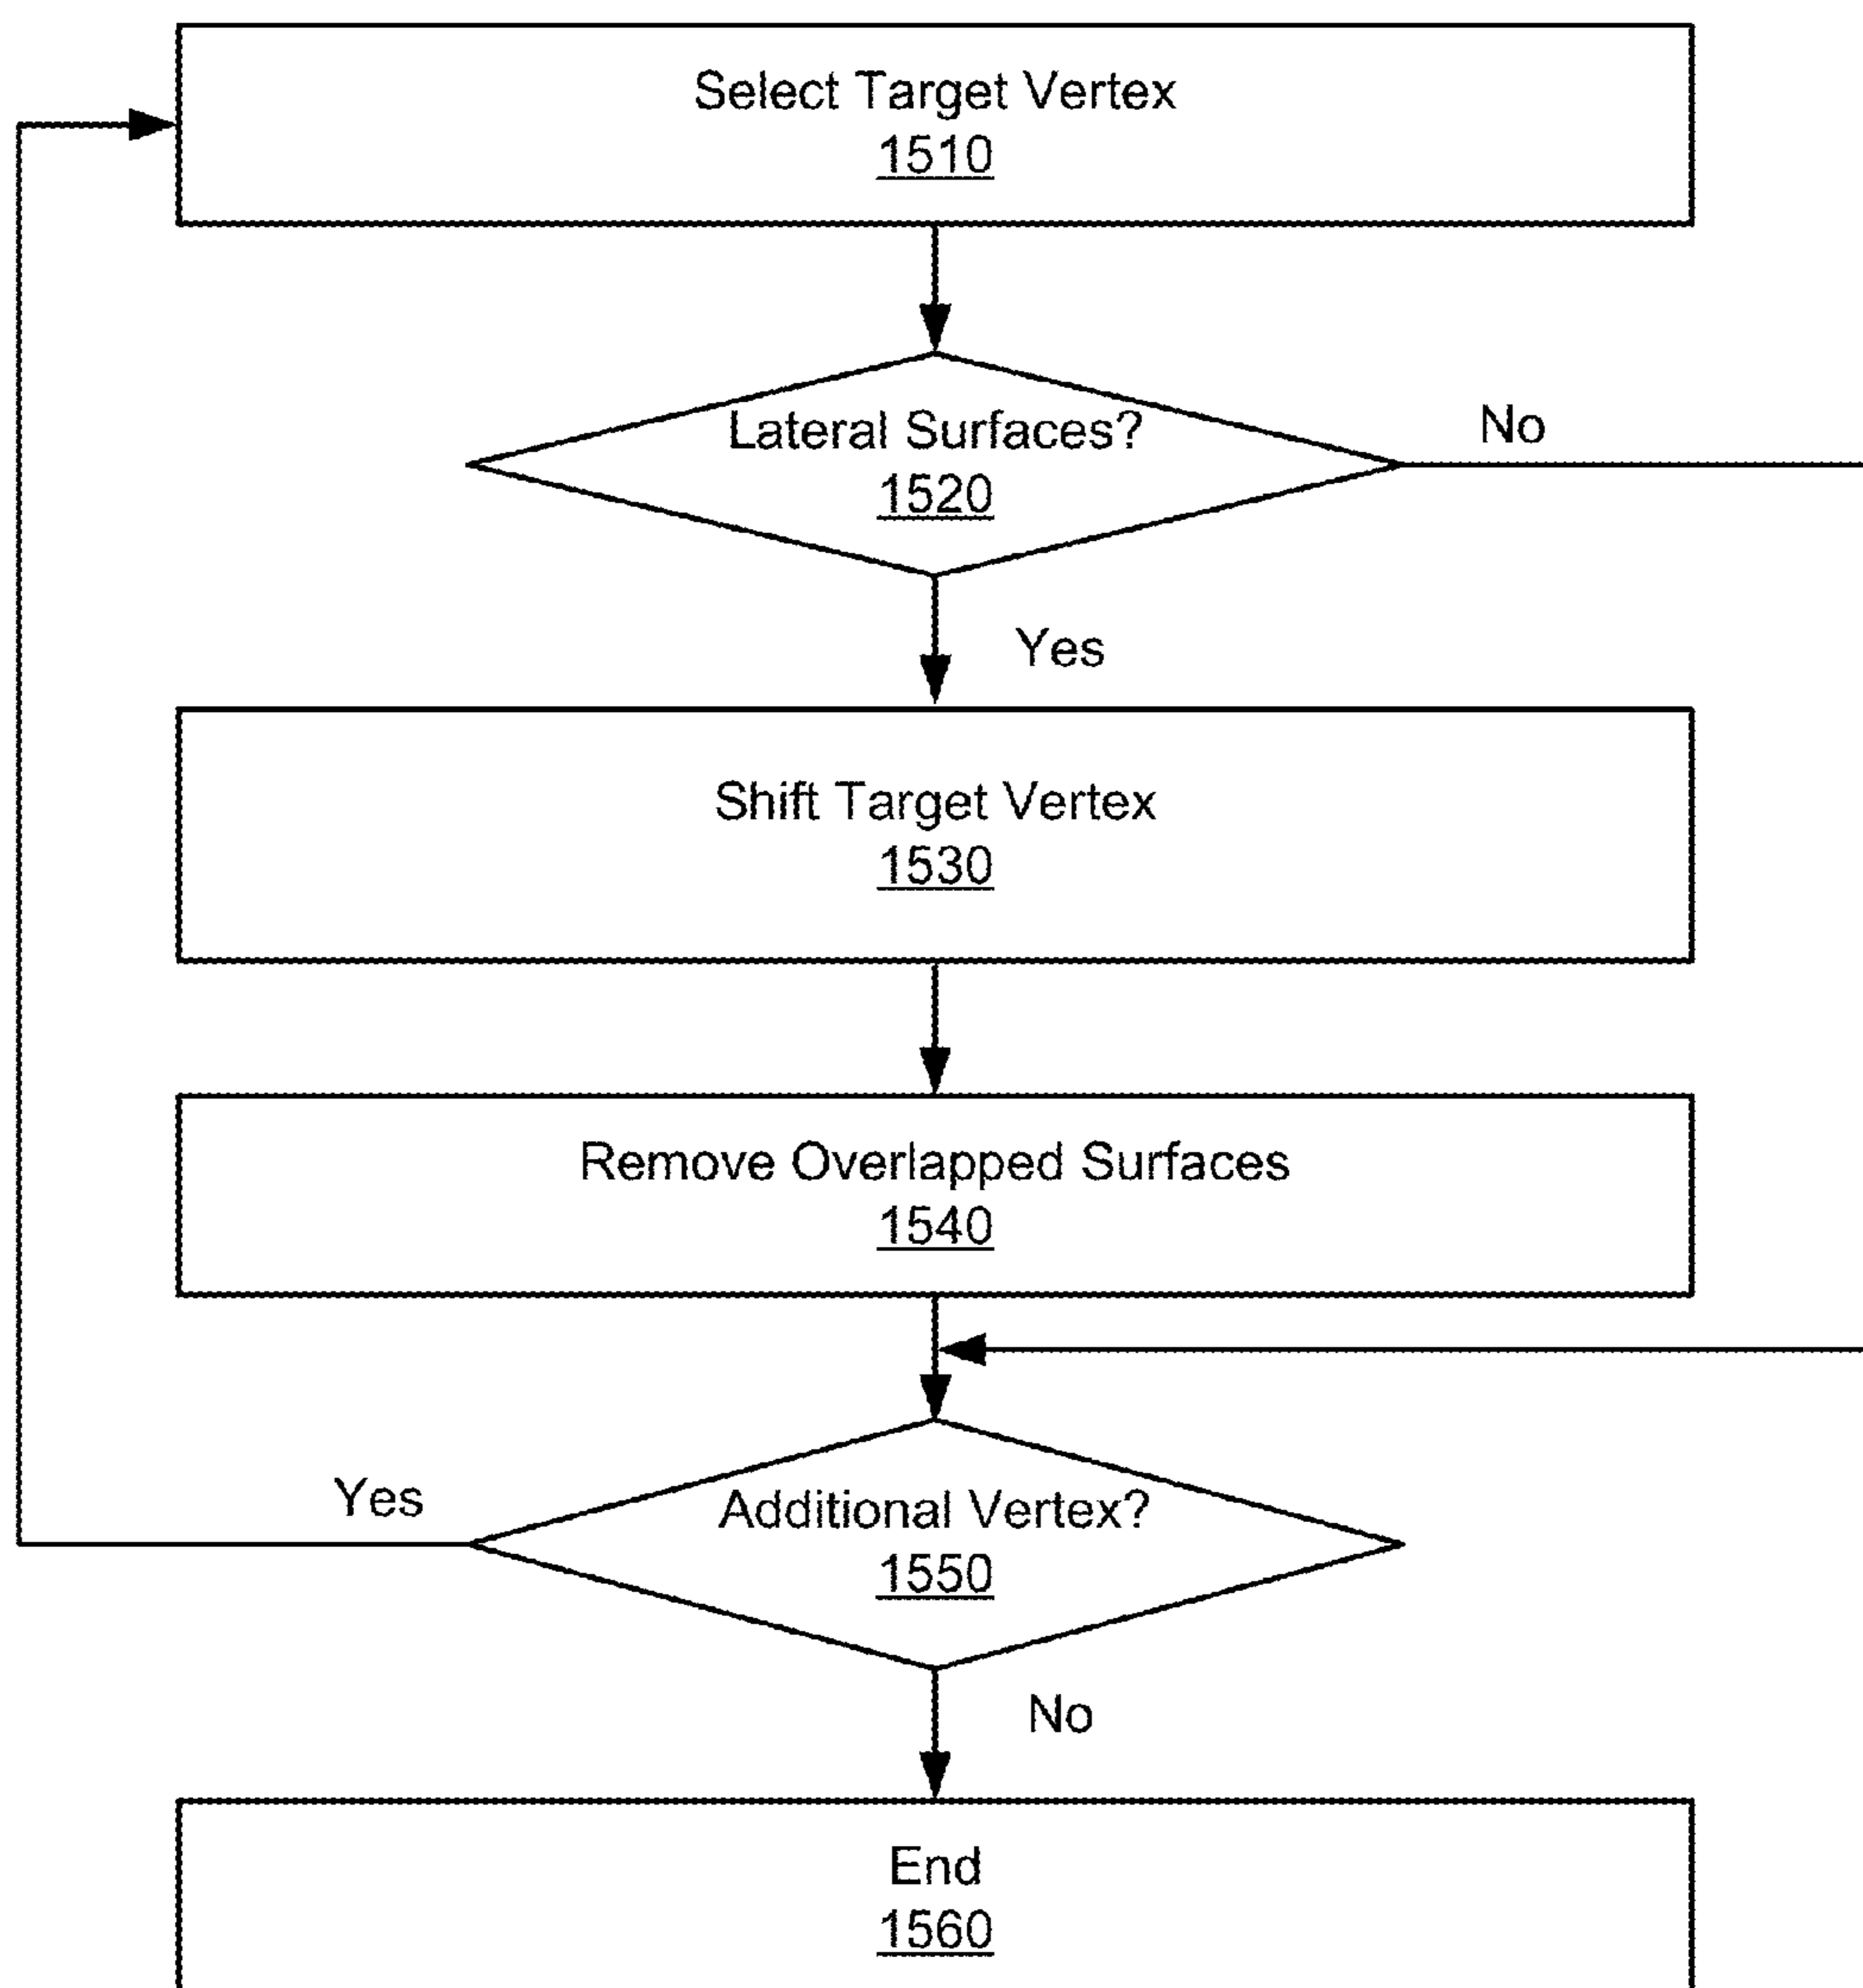 Select Target Vertex
1510
Lateral Surfaces?
1520
No
Yes
Shift Target Vertex
1530
Remove Overlapped Surfaces
1540
Yes
Additional Vertex?
1550
No
End
1560